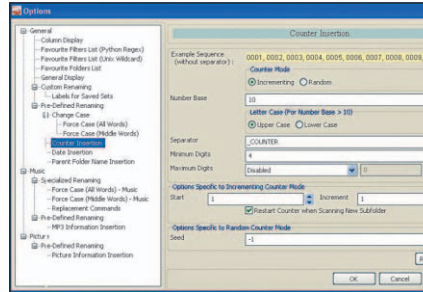 Options
General
Column Display
Favourite Filters List (Python Regex)
Favourite Filters List (Unix Wildcard)
Favourite Folders List
General Display
Custom Renaming
Labels for Saved Sets
Pre-Defined Renaming
Change Case
Force Case (All Words)
Force Case (Middle Words)
Counter Insertion
Date Insertion
Parent Folder Name Insertion
Music
Specialized Renaming
Force Case (All Words) - Music
Force Case (Middle Words) - Music
Replacement Commands
Pre-Defined Renaming
MP3 Information Insertion
Picture
Pre-Defined Renaming
Picture Information Insertion
Counter Insertion
Example Sequence
(without separator) :
0001, 0002, 0003, 0004, 0005, 0006, 0007, 0008, 0009,
Counter Mode
Incrementing Random
Number Base 10
Letter Case (For Number Base > 10)
Upper Case Lower Case
Separator _COUNTER
Minimum Digits 4
Maximum Digits Disabled 0
Options Specific to Incrementing Counter Mode
Start 1 Increment 1
Restart Counter when Scanning New Subfolder
Options Specific to Random Counter Mode
Seed -1
R
OK Cancel